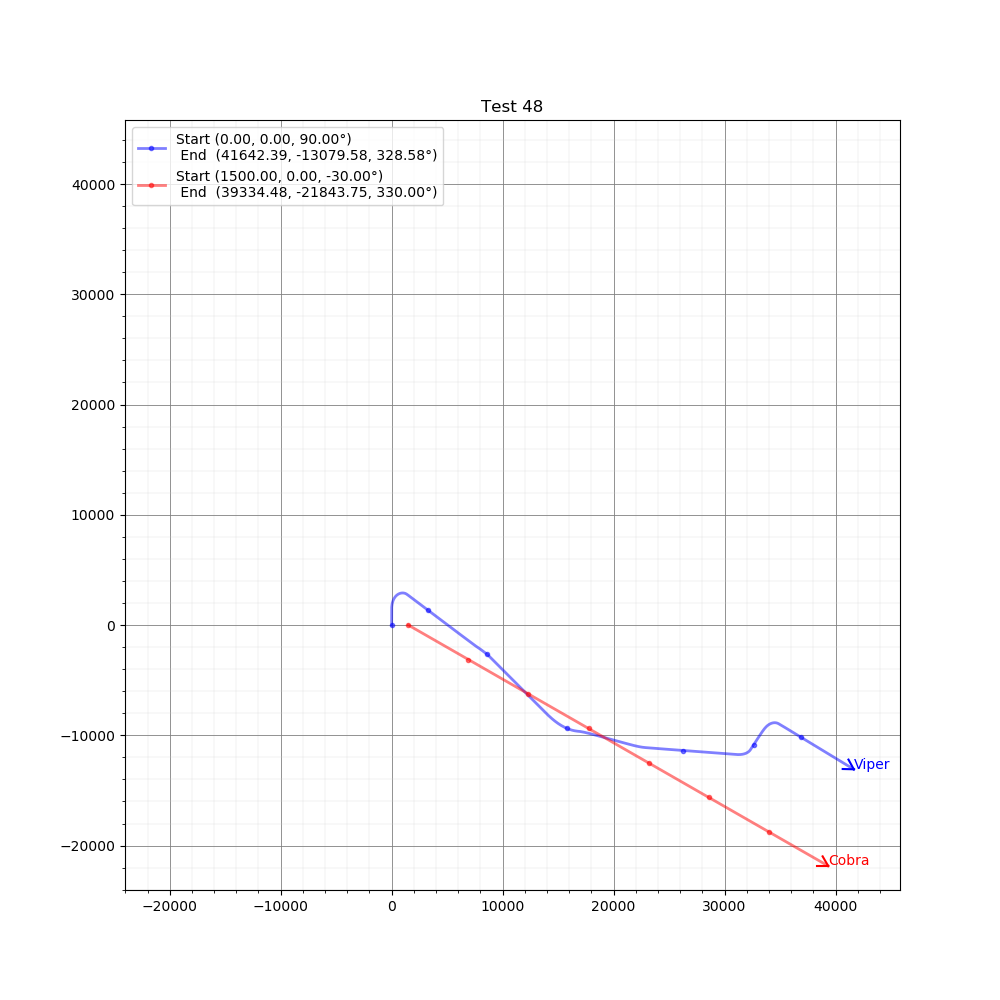 Test 48
Start (0.00, 0.00, 90.00°)
End  (41642.39, -13079.58, 328.58°)
Start (1500.00, 0.00, -30.00°)
End  (39334.48, -21843.75, 330.00°)
40000
30000
20000
10000
0
−10000
−20000
Viper
Cobra
−20000 −10000 0 10000 20000 30000 40000